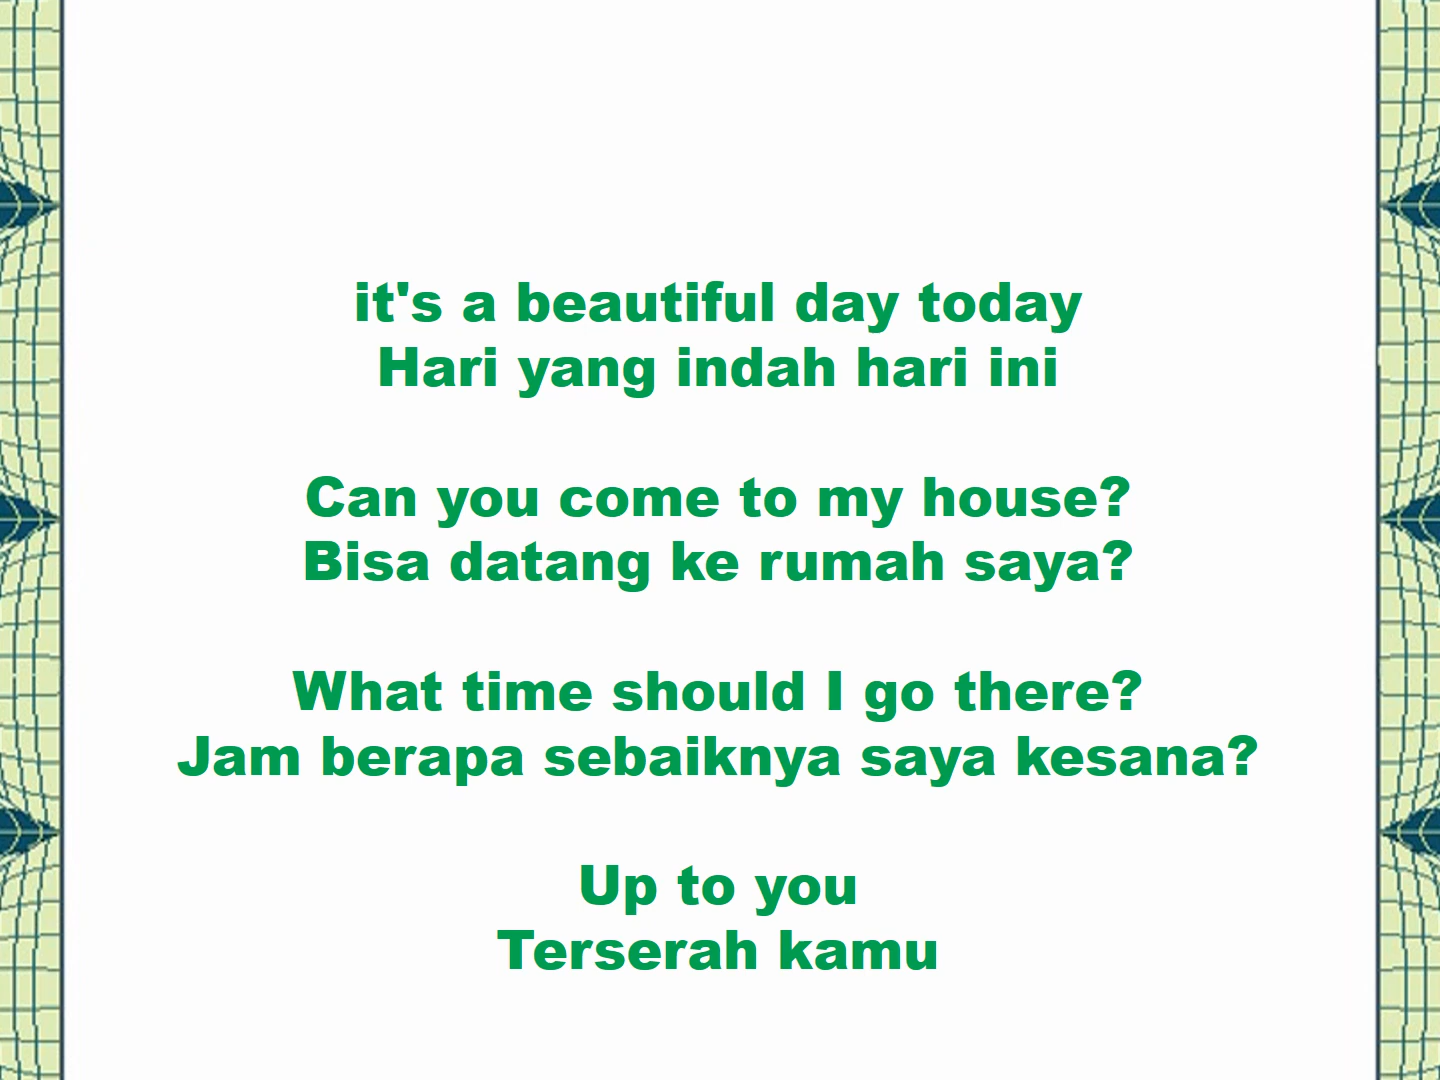 it's a beautiful day today
Hari yang indah hari ini
Can you come to my house?
Bisa datang ke rumah saya?
What time should I go there?
Jam berapa sebaiknya saya kesana?
Up to you
Terserah kamu